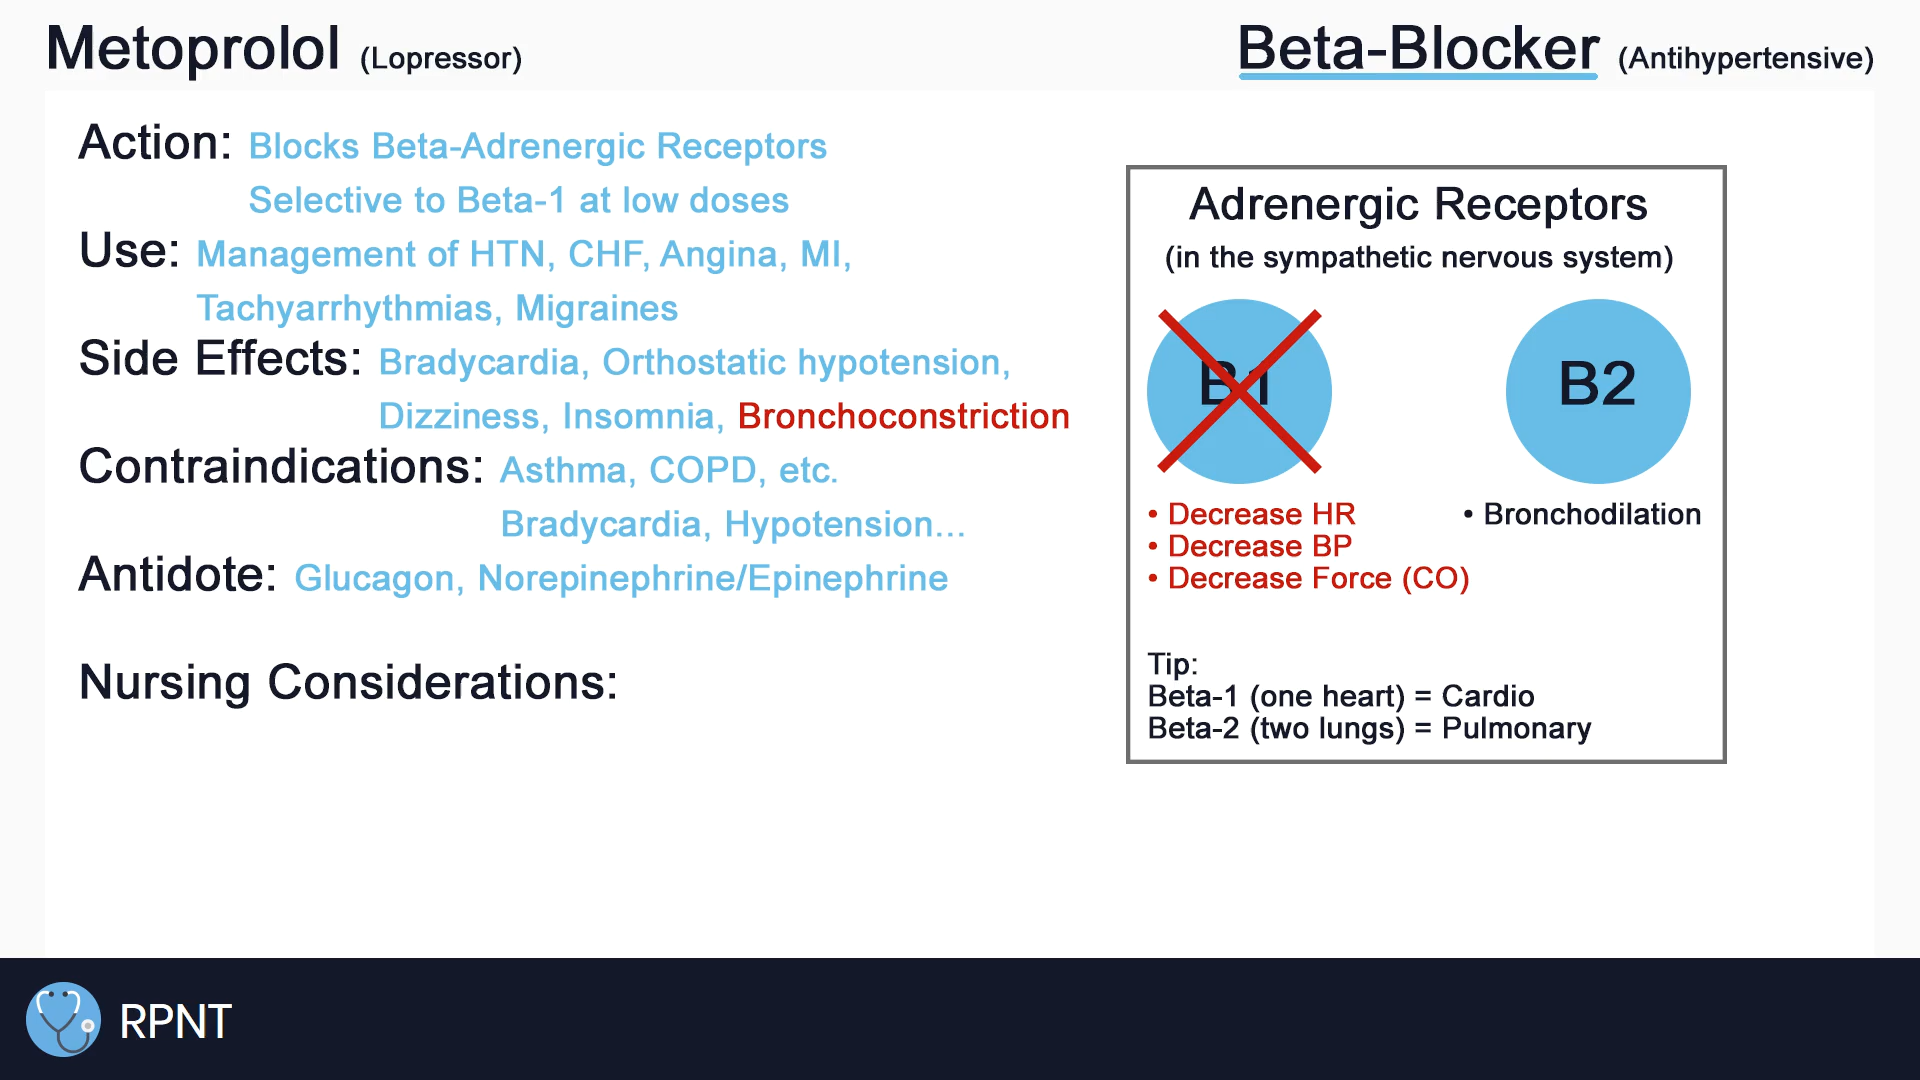 Metoprolol (Lopressor)
Beta-Blocker (Antihypertensive)
Action: Blocks Beta-Adrenergic Receptors
Selective to Beta-1 at low doses
Use: Management of HTN, CHF, Angina, MI,
Tachyarrhythmias, Migraines
Side Effects: Bradycardia, Orthostatic hypotension,
Dizziness, Insomnia, Bronchoconstriction
Contraindications: Asthma, COPD, etc.
Bradycardia, Hypotension...
Antidote: Glucagon, Norepinephrine/Epinephrine
Nursing Considerations:
Adrenergic Receptors
(in the sympathetic nervous system)
B1
B2
• Decrease HR
• Decrease BP
• Decrease Force (CO)
• Bronchodilation
Tip:
Beta-1 (one heart) = Cardio
Beta-2 (two lungs) = Pulmonary
RPNT